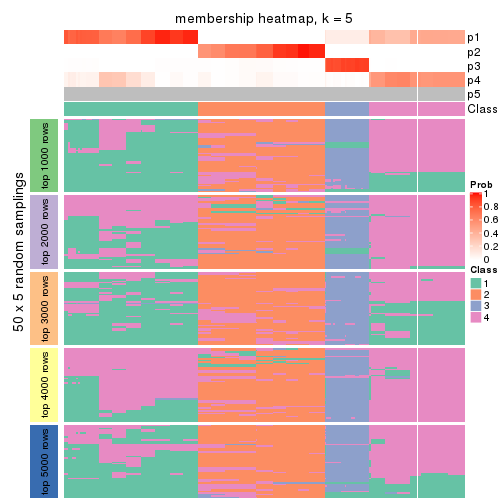 membership heatmap, k = 5
p1
p2
p3
p4
p5
Class
50 x 5 random samplings
top 1000 rows
top 2000 rows
top 3000 rows
top 4000 rows
top 5000 rows
Prob
1
0.8
0.6
0.4
0.2
0
Class
1
2
3
4